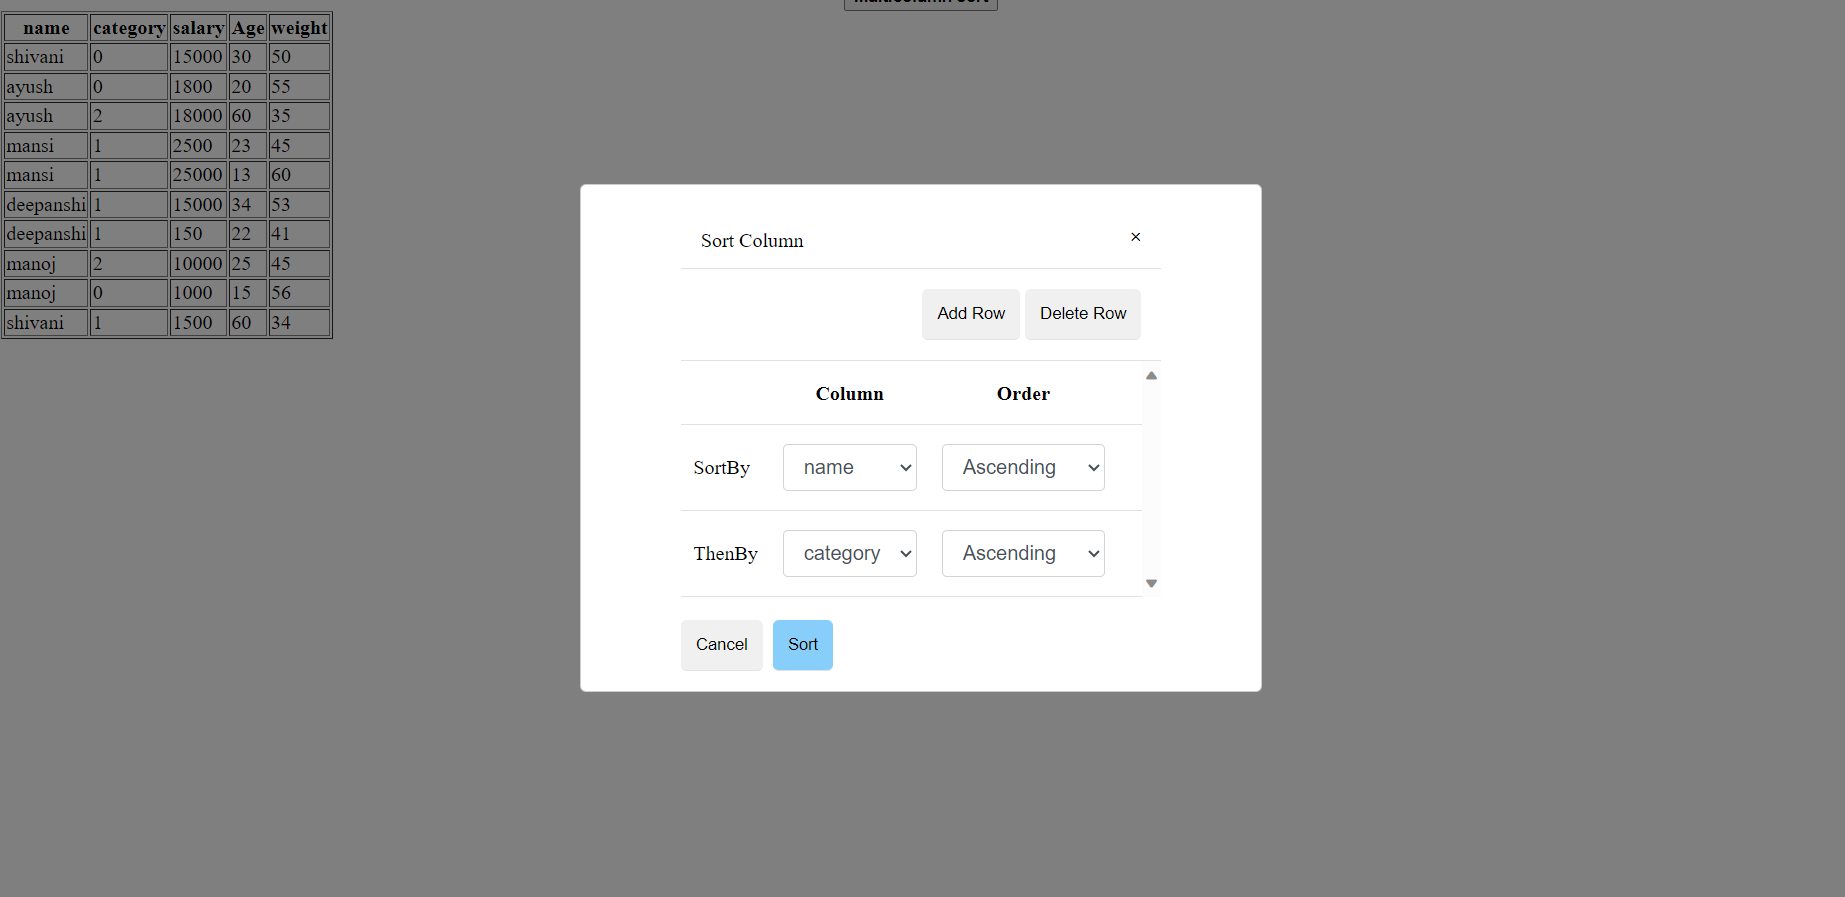 name category salary Age weight
shivani 0 15000 30 50
ayush 0 1800 20 55
ayush 2 18000 60 35
mansi 1 2500 23 45
mansi 1 25000 13 60
deepanshi 1 15000 34 53
deepanshi 1 150 22 41
manoj 2 10000 25 45
manoj 0 1000 15 56
shivani 1 1500 60 34
Sort Column ×
Add Row Delete Row
Column Order
SortBy name Ascending
ThenBy category Ascending
Cancel Sort